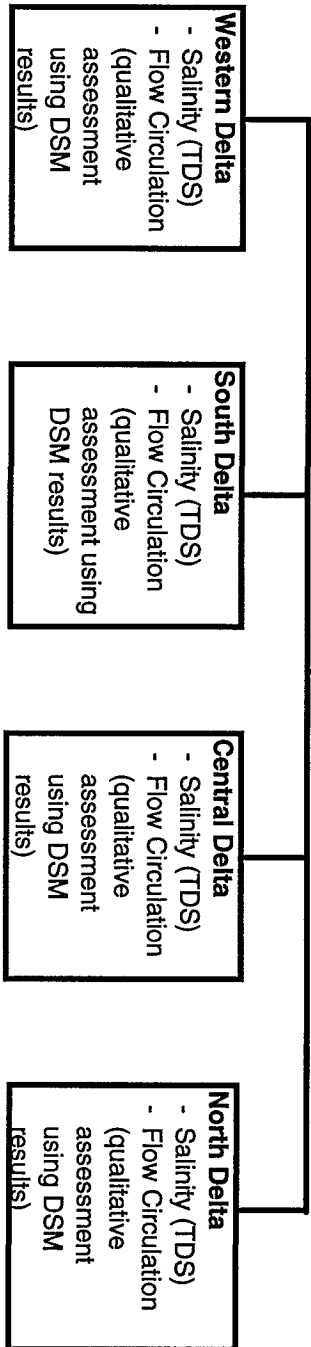 Western Delta
- Salinity (TDS)
- Flow Circulation
(qualitative
assessment
using DSM
results)
South Delta
- Salinity (TDS)
- Flow Circulation
(qualitative
assessment using
DSM results)
Central Delta
- Salinity (TDS)
- Flow Circulation
(qualitative
assessment
using DSM
results)
North Delta
- Salinity (TDS)
- Flow Circulation
(qualitative
assessment
using DSM
results)